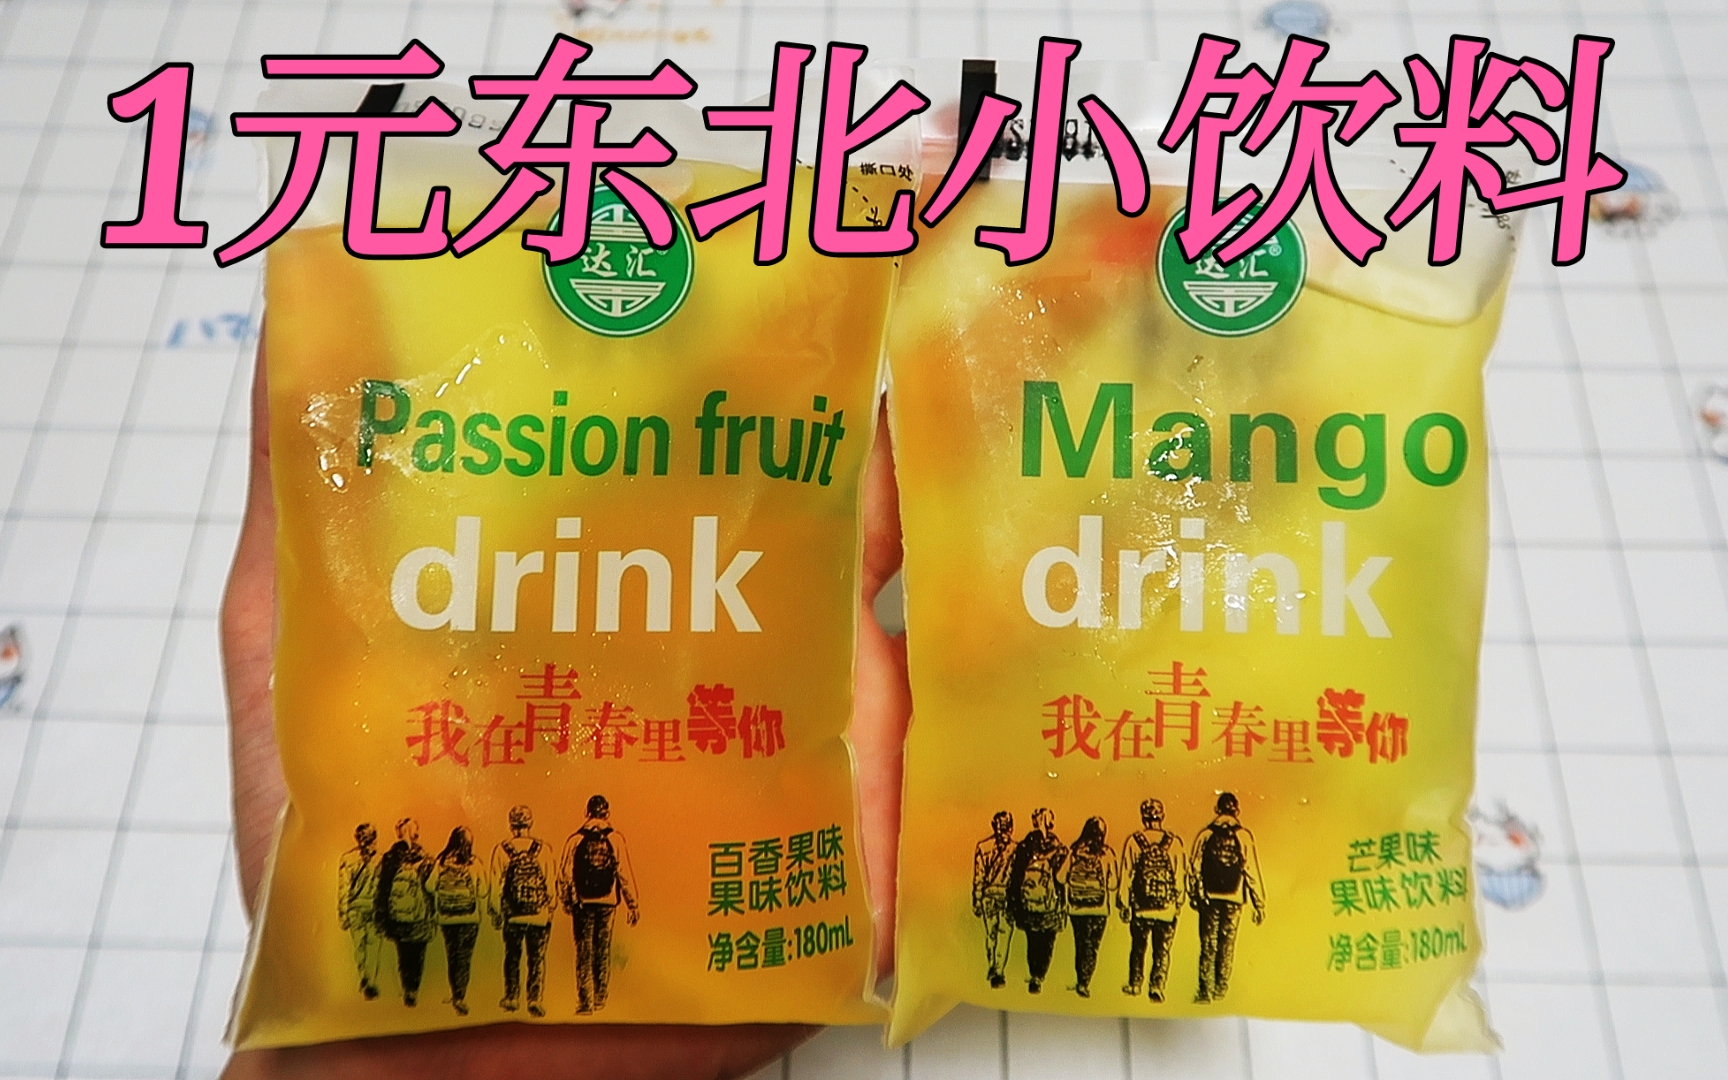 1元东北小饮料
达汇®
Passion fruit
drink
我在青春里等你
百香果味
果味饮料
净含量:180mL
达汇®
Mango
drink
我在青春里等你
芒果味
果味饮料
净含量:180mL